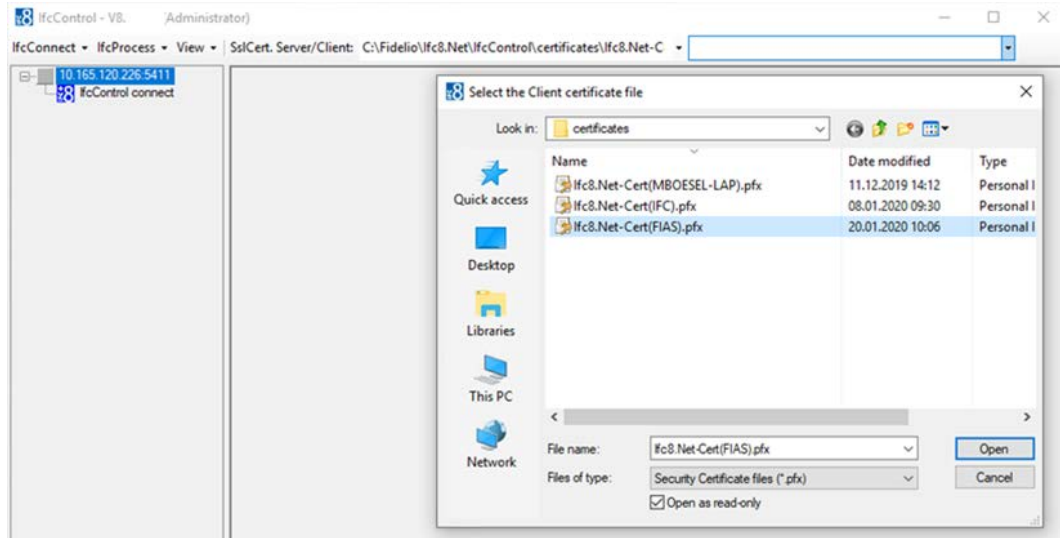 IfcControl - V8. (Administrator)
IfcConnect IfcProcess View SslCert. Server/Client: C:\Fidelio\Ifc8.Net\IfcControl\certificates\Ifc8.Net-C
10.165.120.226:5411
IfcControl connect
Select the Client certificate file
Look in: certificates
Name Date modified Type
Ifc8.Net-Cert(MBOESEL-LAP).pfx 11.12.2019 14:12 Personal I
Ifc8.Net-Cert(IFC).pfx 08.01.2020 09:30 Personal I
Ifc8.Net-Cert(FIAS).pfx 20.01.2020 10:06 Personal I
Quick access
Desktop
Libraries
This PC
Network
File name: Ifc8.Net-Cert(FIAS).pfx Open
Files of type: Security Certificate files (*.pfx) Cancel
Open as read-only